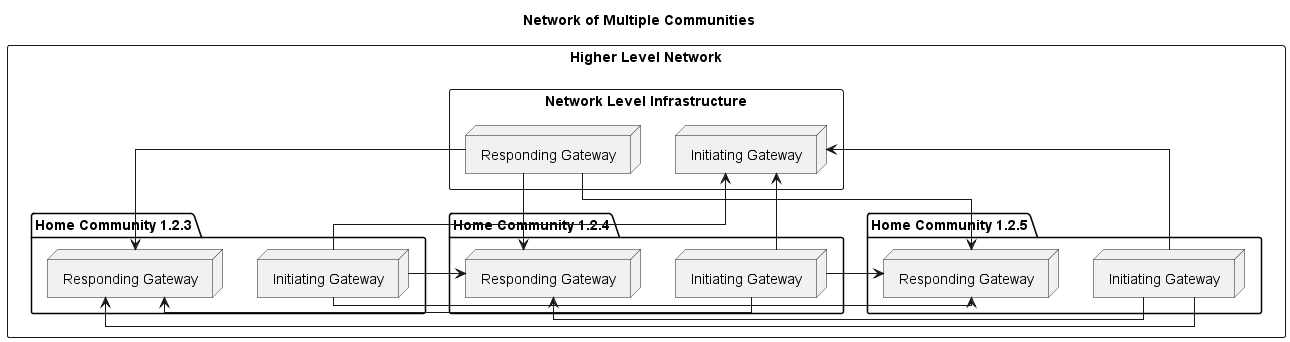 Network of Multiple Communities
Higher Level Network
Network Level Infrastructure
Responding Gateway
Initiating Gateway
Home Community 1.2.3
Home Community 1.2.4
Home Community 1.2.5
Responding Gateway
Initiating Gateway
Responding Gateway
Initiating Gateway
Responding Gateway
Initiating Gateway